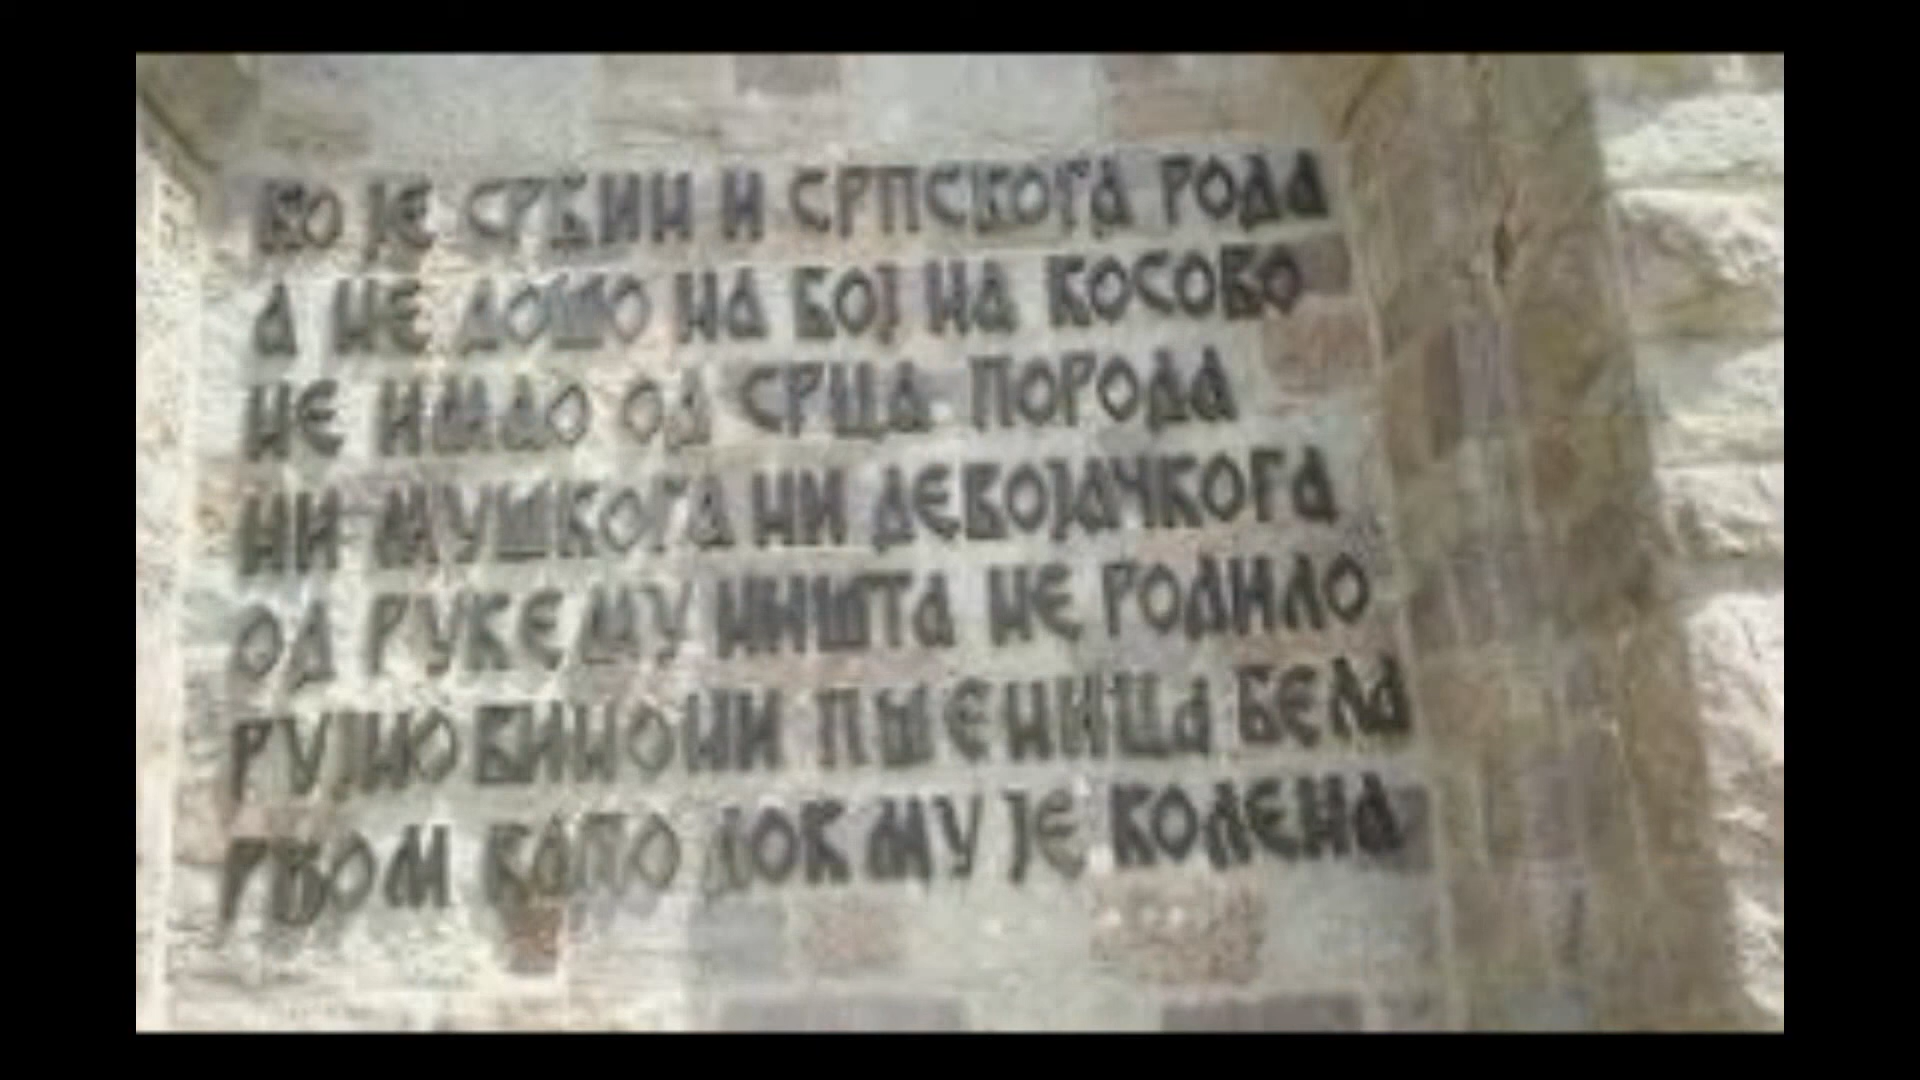 КО ЈЕ СРБИН И СРПСКОГА РОДА
А НЕ ДОШО НА БОЈ НА КОСОВО
НЕ ИМАО ОД СРЦА ПОРОДА
НИ МУШКОГА НИ ДЕВОЈАЧКОГА
ОД РУКЕ МУ НИШТА НЕ РОДИЛО
РУЈНО ВИНО НИ ПШЕНИЦА БЕЛА
РЂОМ КАПО ДОК МУ ЈЕ КОЛЕНА